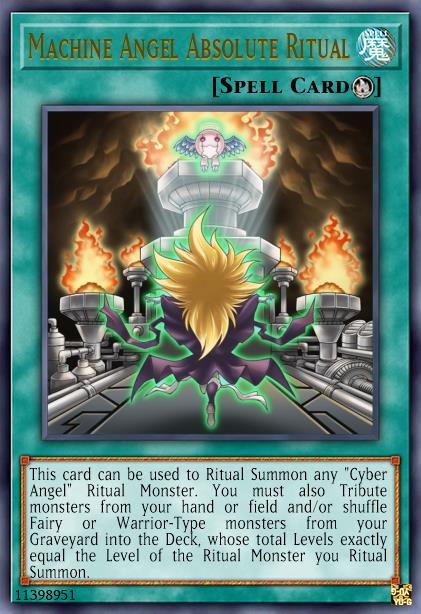 MACHINE ANGEL ABSOLUTE RITUAL
SPELL
魔
[SPELL CARD]
This card can be used to Ritual Summon any "Cyber
Angel" Ritual Monster. You must also Tribute
monsters from your hand or field and/or shuffle
Fairy or Warrior-Type monsters from your
Graveyard into the Deck, whose total Levels exactly
equal the Level of the Ritual Monster you Ritual
Summon.
11398951